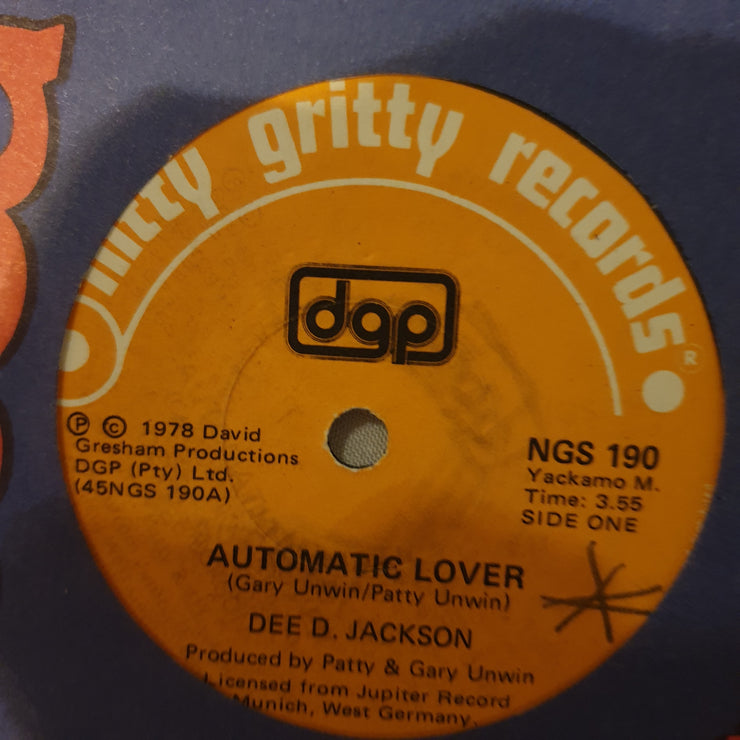 nitty gritty records ®
dgp
Ⓟ © 1978 David
Gresham Productions
DGP (Pty) Ltd.
(45NGS 190A)
NGS 190
Yackamo M.
Time: 3.55
SIDE ONE
AUTOMATIC LOVER
(Gary Unwin/Patty Unwin)
DEE D. JACKSON
Produced by Patty & Gary Unwin
Licensed from Jupiter Record
Munich, West Germany.